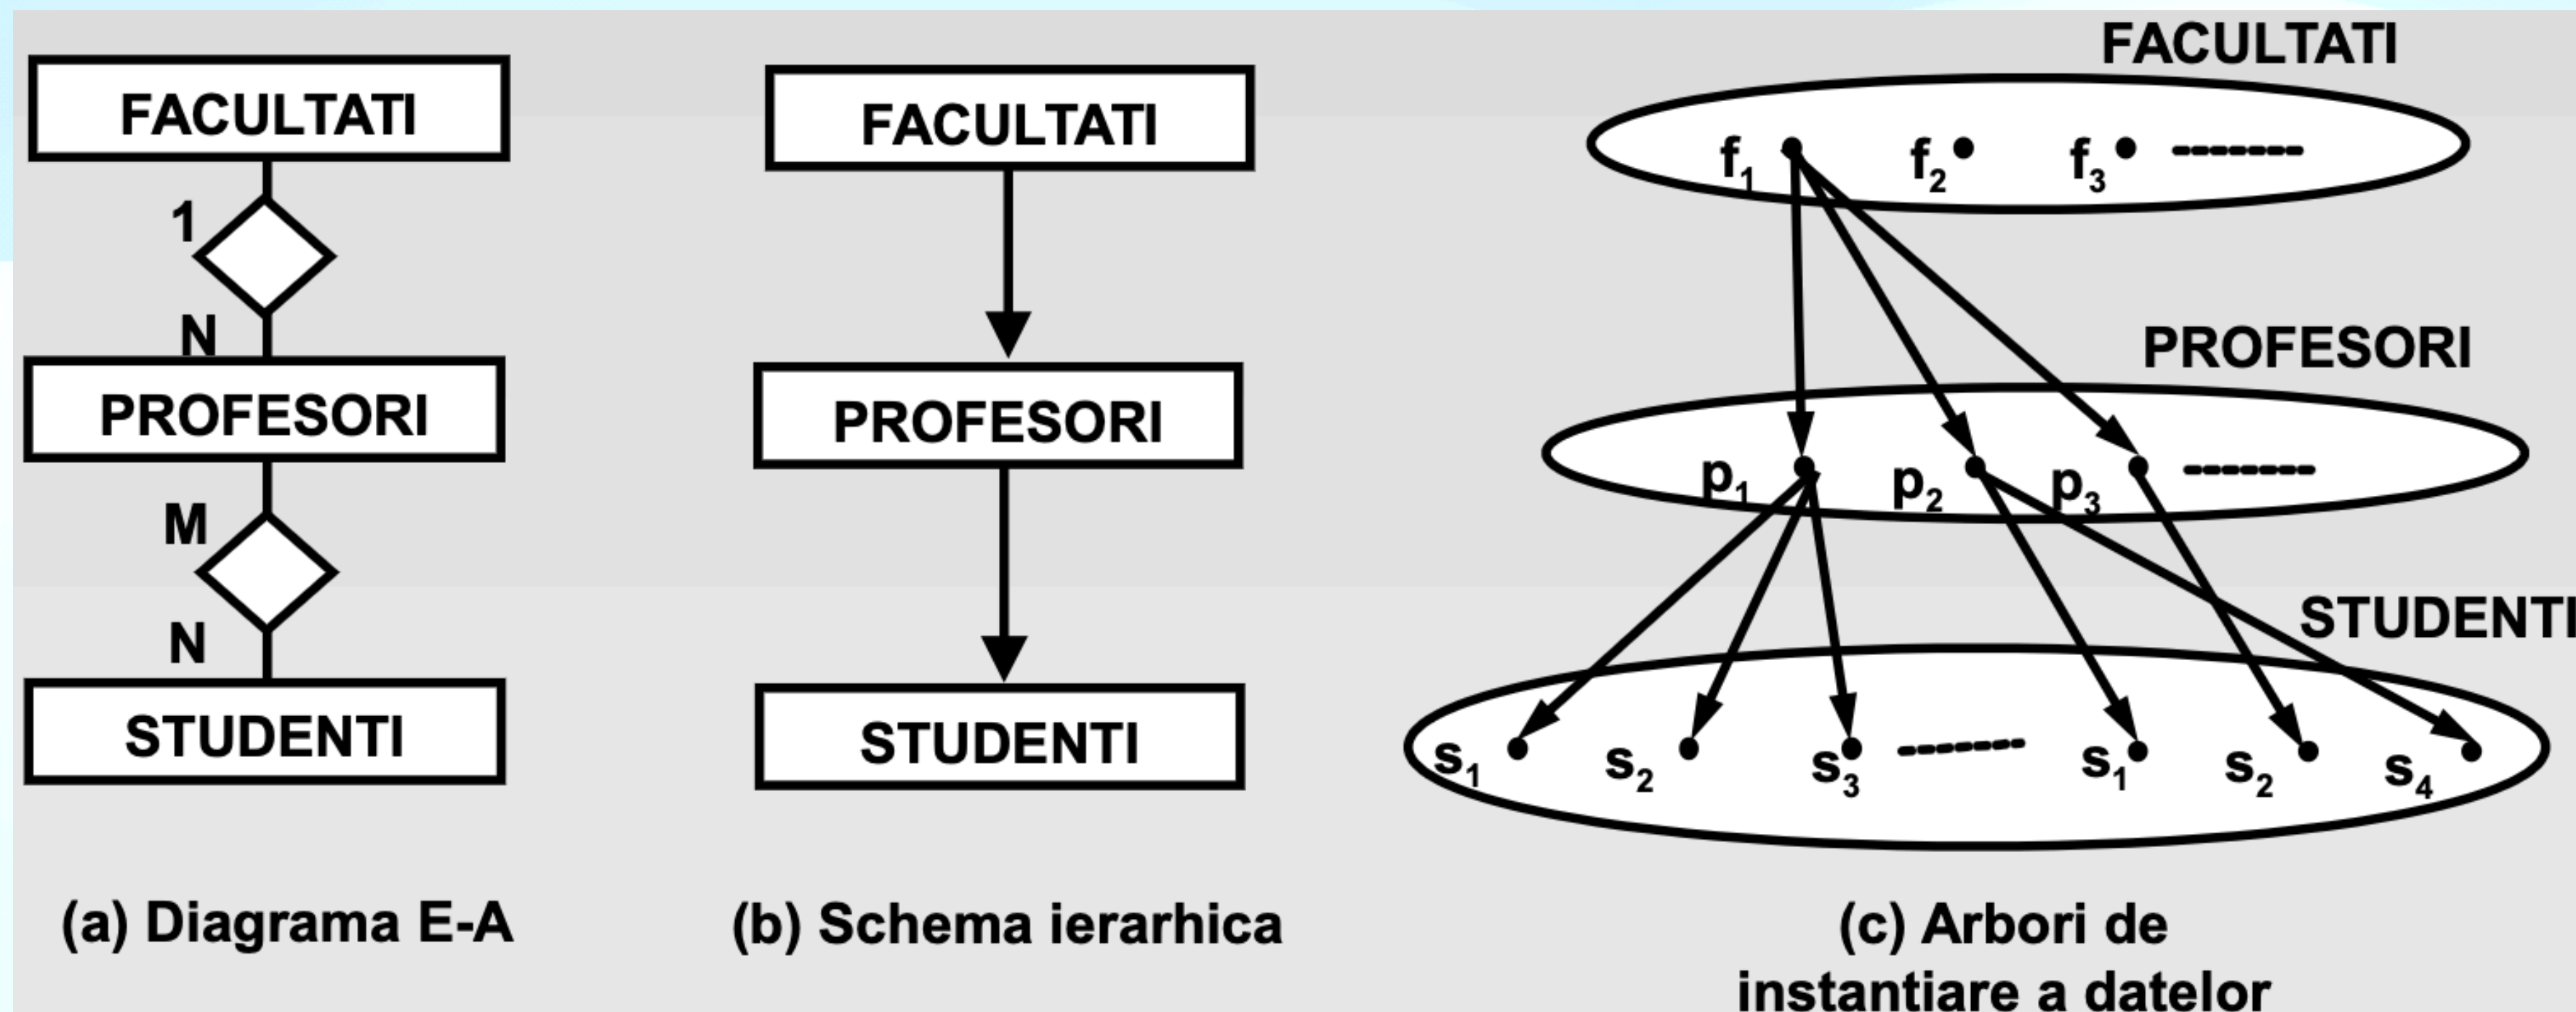 FACULTATI
1
N
PROFESORI
M
N
STUDENTI
(a) Diagrama E-A
FACULTATI
PROFESORI
STUDENTI
(b) Schema ierarhica
FACULTATI
f1 f2 f3
PROFESORI
p1 p2 p3
STUDENTI
s1 s2 s3 s1 s2 s4
(c) Arbori de
instantiare a datelor